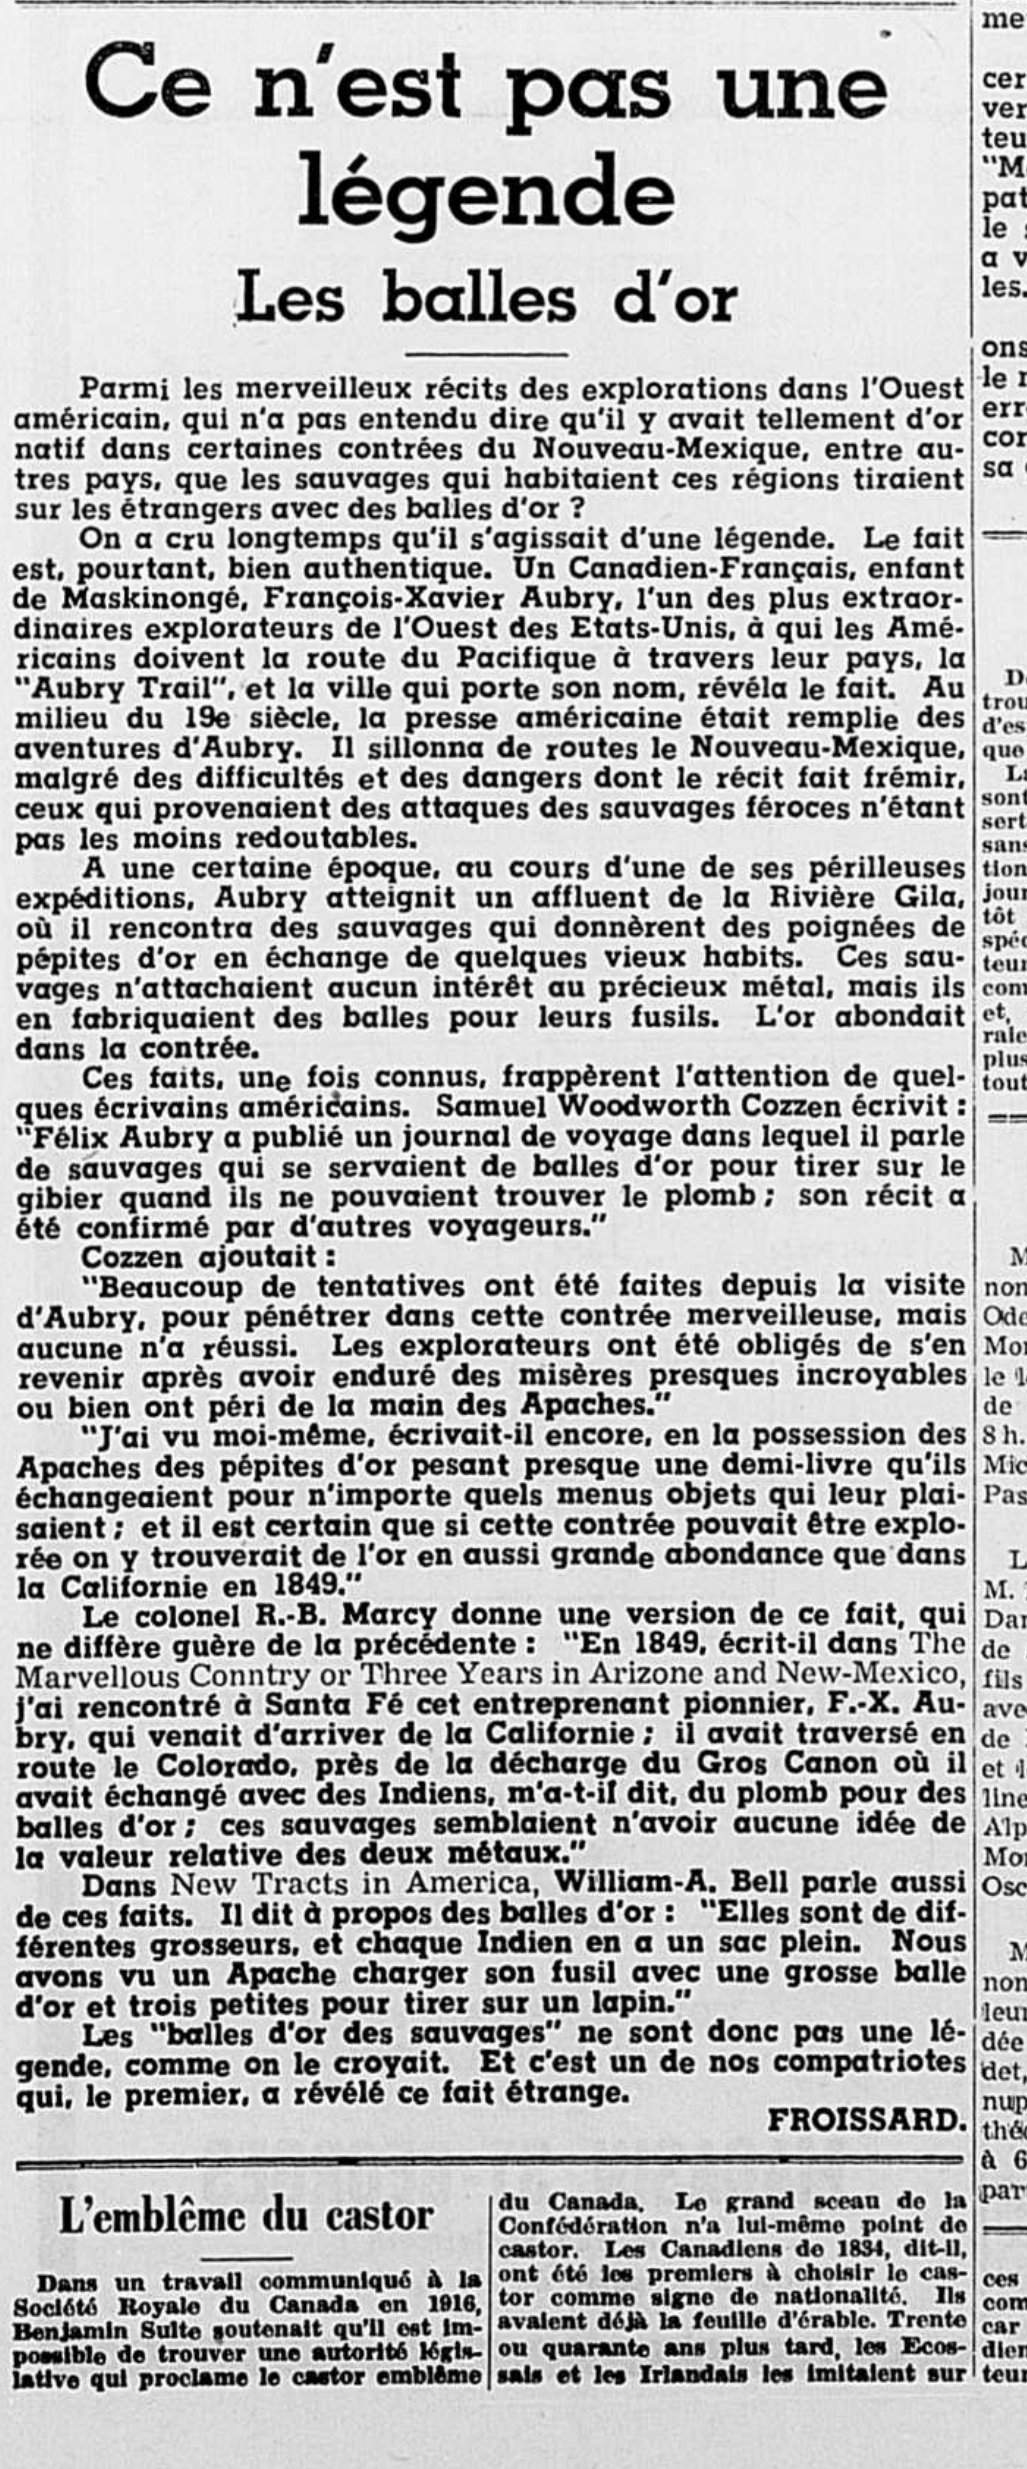 Ce n'est pas une
légende
Les balles d'or
Parmi les merveilleux récits des explorations dans l'Ouest
américain, qui n'a pas entendu dire qu'il y avait tellement d'or
natif dans certaines contrées du Nouveau-Mexique, entre au-
tres pays, que les sauvages qui habitaient ces régions tiraient
sur les étrangers avec des balles d'or ?
On a cru longtemps qu'il s'agissait d'une légende. Le fait
est, pourtant, bien authentique. Un Canadien-Français, enfant
de Maskinongé, François-Xavier Aubry, l'un des plus extraor-
dinaires explorateurs de l'Ouest des Etats-Unis, à qui les Amé-
ricains doivent la route du Pacifique à travers leur pays, la
"Aubry Trail", et la ville qui porte son nom, révéla le fait. Au
milieu du 19e siècle, la presse américaine était remplie des
aventures d'Aubry. Il sillonna de routes le Nouveau-Mexique,
malgré des difficultés et des dangers dont le récit fait frémir,
ceux qui provenaient des attaques des sauvages féroces n'étant
pas les moins redoutables.
A une certaine époque, au cours d'une de ses périlleuses
expéditions, Aubry atteignit un affluent de la Rivière Gila,
où il rencontra des sauvages qui donnèrent des poignées de
pépites d'or en échange de quelques vieux habits. Ces sau-
vages n'attachaient aucun intérêt au précieux métal, mais ils
en fabriquaient des balles pour leurs fusils. L'or abondait
dans la contrée.
Ces faits, une fois connus, frappèrent l'attention de quel-
ques écrivains américains. Samuel Woodworth Cozzen écrivit :
"Félix Aubry a publié un journal de voyage dans lequel il parle
de sauvages qui se servaient de balles d'or pour tirer sur le
gibier quand ils ne pouvaient trouver le plomb ; son récit a
été confirmé par d'autres voyageurs."
Cozzen ajoutait :
"Beaucoup de tentatives ont été faites depuis la visite
d'Aubry, pour pénétrer dans cette contrée merveilleuse, mais
aucune n'a réussi. Les explorateurs ont été obligés de s'en
revenir après avoir enduré des misères presques incroyables
ou bien ont péri de la main des Apaches."
"J'ai vu moi-même, écrivait-il encore, en la possession des
Apaches des pépites d'or pesant presque une demi-livre qu'ils
échangeaient pour n'importe quels menus objets qui leur plai-
saient ; et il est certain que si cette contrée pouvait être explo-
rée on y trouverait de l'or en aussi grande abondance que dans
la Californie en 1849."
Le colonel R.-B. Marcy donne une version de ce fait, qui
ne diffère guère de la précédente : "En 1849, écrit-il dans The
Marvellous Conntry or Three Years in Arizone and New-Mexico,
j'ai rencontré à Santa Fé cet entreprenant pionnier, F.-X. Au-
bry, qui venait d'arriver de la Californie ; il avait traversé en
route le Colorado, près de la décharge du Gros Canon où il
avait échangé avec des Indiens, m'a-t-il dit, du plomb pour des
balles d'or ; ces sauvages semblaient n'avoir aucune idée de
la valeur relative des deux métaux."
Dans New Tracts in America, William-A. Bell parle aussi
de ces faits. Il dit à propos des balles d'or : "Elles sont de dif-
férentes grosseurs, et chaque Indien en a un sac plein. Nous
avons vu un Apache charger son fusil avec une grosse balle
d'or et trois petites pour tirer sur un lapin."
Les "balles d'or des sauvages" ne sont donc pas une lé-
gende, comme on le croyait. Et c'est un de nos compatriotes
qui, le premier, a révélé ce fait étrange.
FROISSARD.
L'emblême du castor
Dans un travail communiqué à la
Société Royale du Canada en 1916,
Benjamin Sulte soutenait qu'il est im-
possible de trouver une autorité légis-
lative qui proclame le castor emblême
du Canada. Le grand sceau de la
Confédération n'a lui-même point de
castor. Les Canadiens de 1834, dit-il,
ont été les premiers à choisir le cas-
tor comme signe de nationalité. Ils
avaient déjà la feuille d'érable. Trente
ou quarante ans plus tard, les Ecos-
sais et les Irlandais les imitaient sur